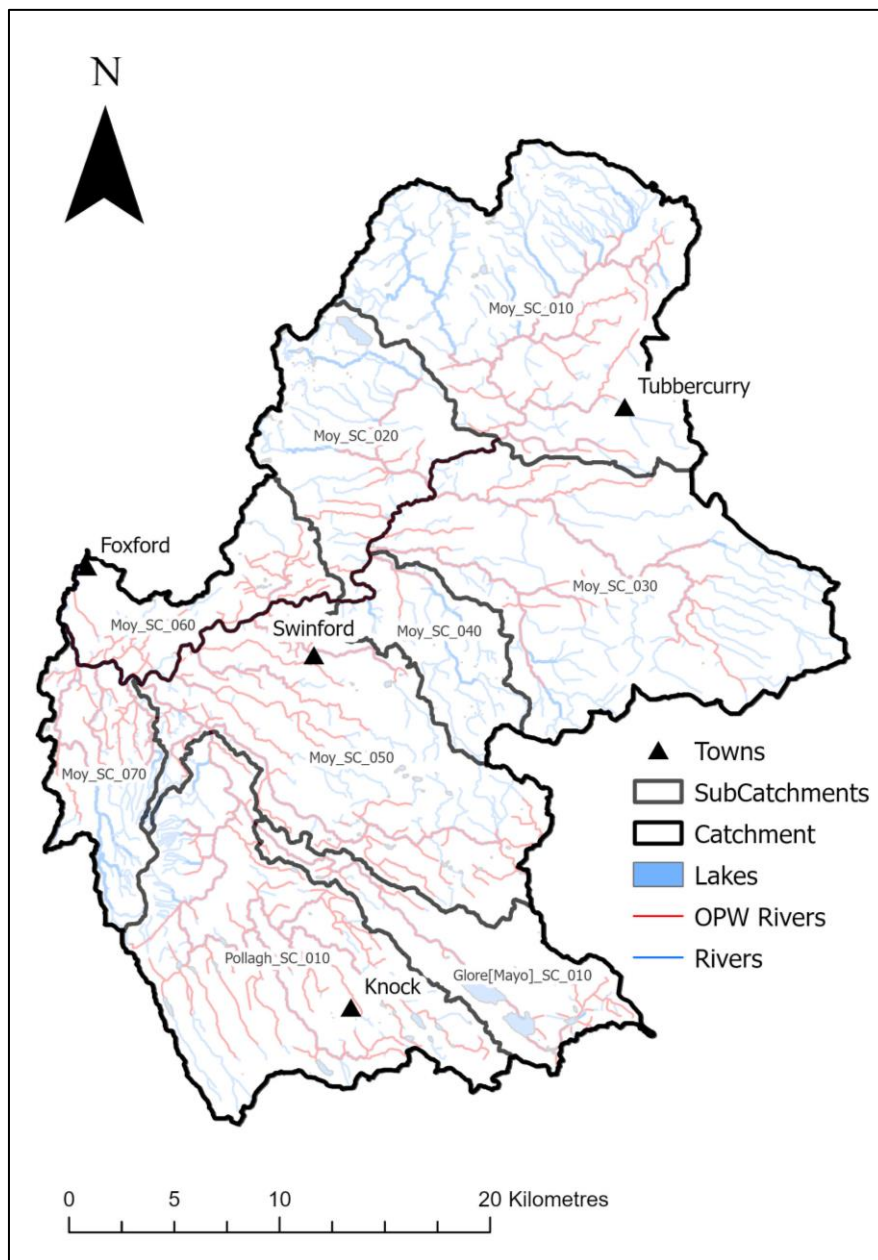 N
Moy_SC_010
Tubbercurry
Moy_SC_020
Foxford
Moy_SC_030
Moy_SC_060
Swinford
Moy_SC_040
Moy_SC_050
Moy_SC_070
Towns
SubCatchments
Catchment
Lakes
OPW Rivers
Rivers
Pollagh_SC_010
Glore[Mayo]_SC_010
Knock
0 5 10 20 Kilometres